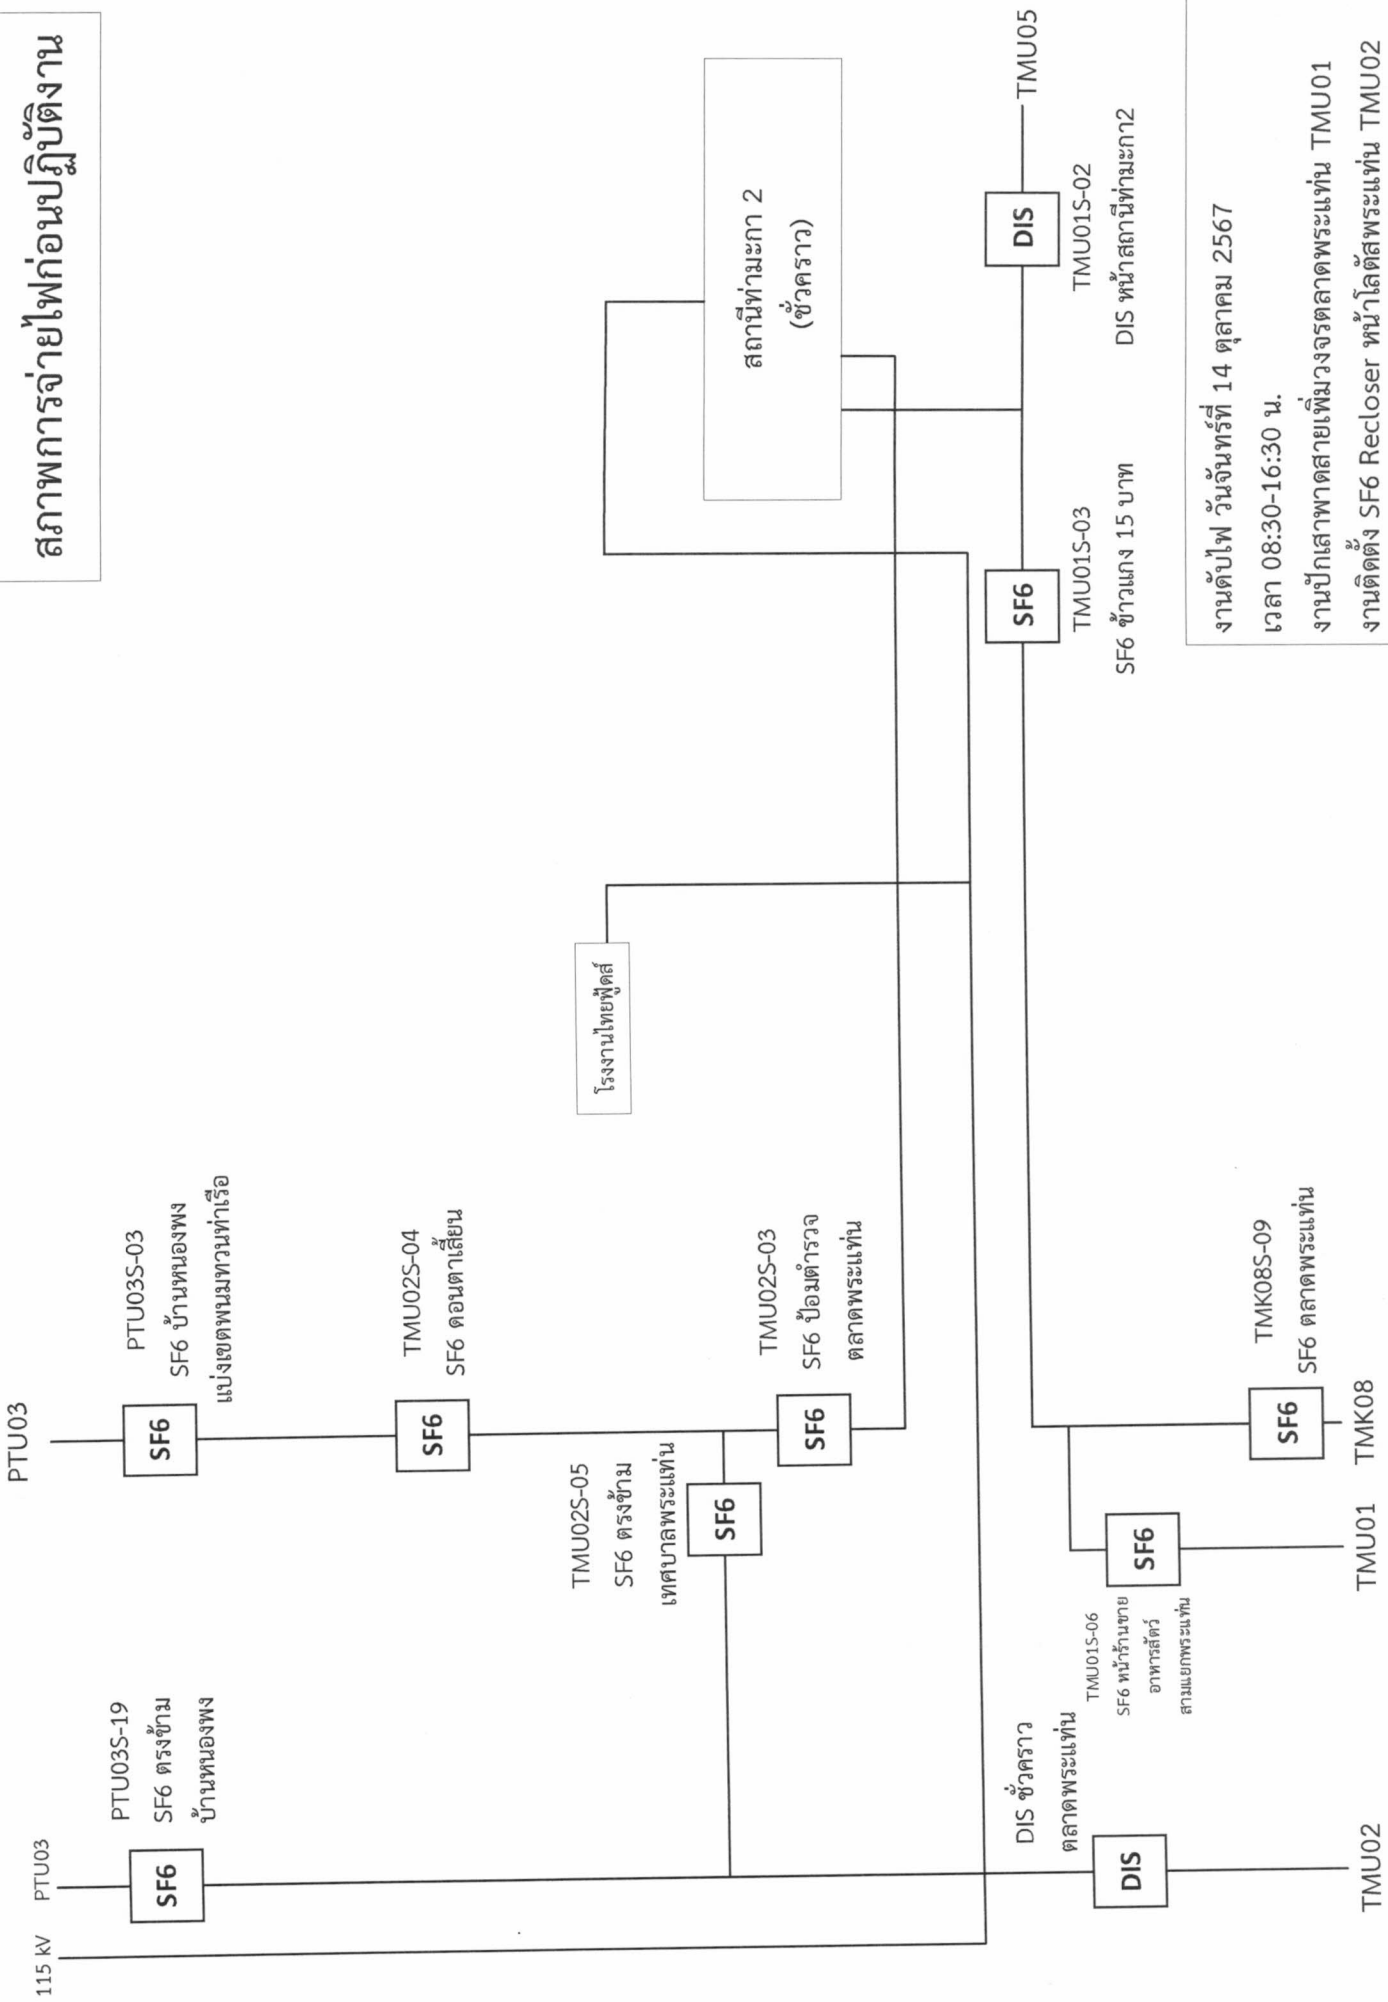 สภาพการจ่ายไฟก่อนปฏิบัติงาน
115 kV
PTU03
SF6
PTU03S-19
SF6 ตรงข้าม
บ้านหนองพง
PTU03
SF6
PTU03S-03
SF6 บ้านหนองพง
แบ่งเขตพนมทวนท่าเรือ
SF6
TMU02S-04
SF6 ดอนตาเสียน
TMU02S-05
SF6 ตรงข้าม
เทศบาลพระแท่น
SF6
SF6
TMU02S-03
SF6 ป้อมตำรวจ
ตลาดพระแท่น
โรงงานไทยฟู้ดส์
สถานีท่ามะกา 2
(ชั่วคราว)
DIS
TMU05
TMU01S-02
DIS หน้าสถานีท่ามะกา2
SF6
TMU01S-03
SF6 ข้าวแกง 15 บาท
DIS ชั่วคราว
ตลาดพระแท่น
DIS
TMU02
TMU01S-06
SF6 หน้าร้านขาย
อาหารสัตว์
สามแยกพระแท่น
SF6
TMU01
SF6
TMK08S-09
SF6 ตลาดพระแท่น
TMK08
งานดับไฟ วันจันทร์ที่ 14 ตุลาคม 2567
เวลา 08:30-16:30 น.
งานปักเสาพาดสายเพิ่มวงจรตลาดพระแท่น TMU01
งานติดตั้ง SF6 Recloser หน้าโลตัสพระแท่น TMU02